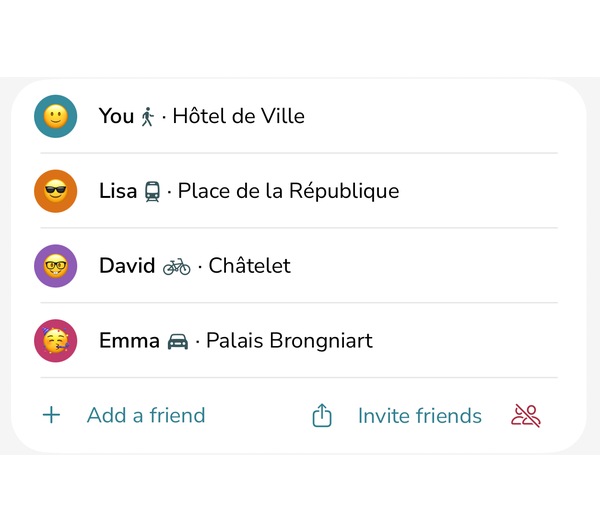 You · Hôtel de Ville
Lisa · Place de la République
David · Châtelet
Emma · Palais Brongniart
Add a friend
Invite friends